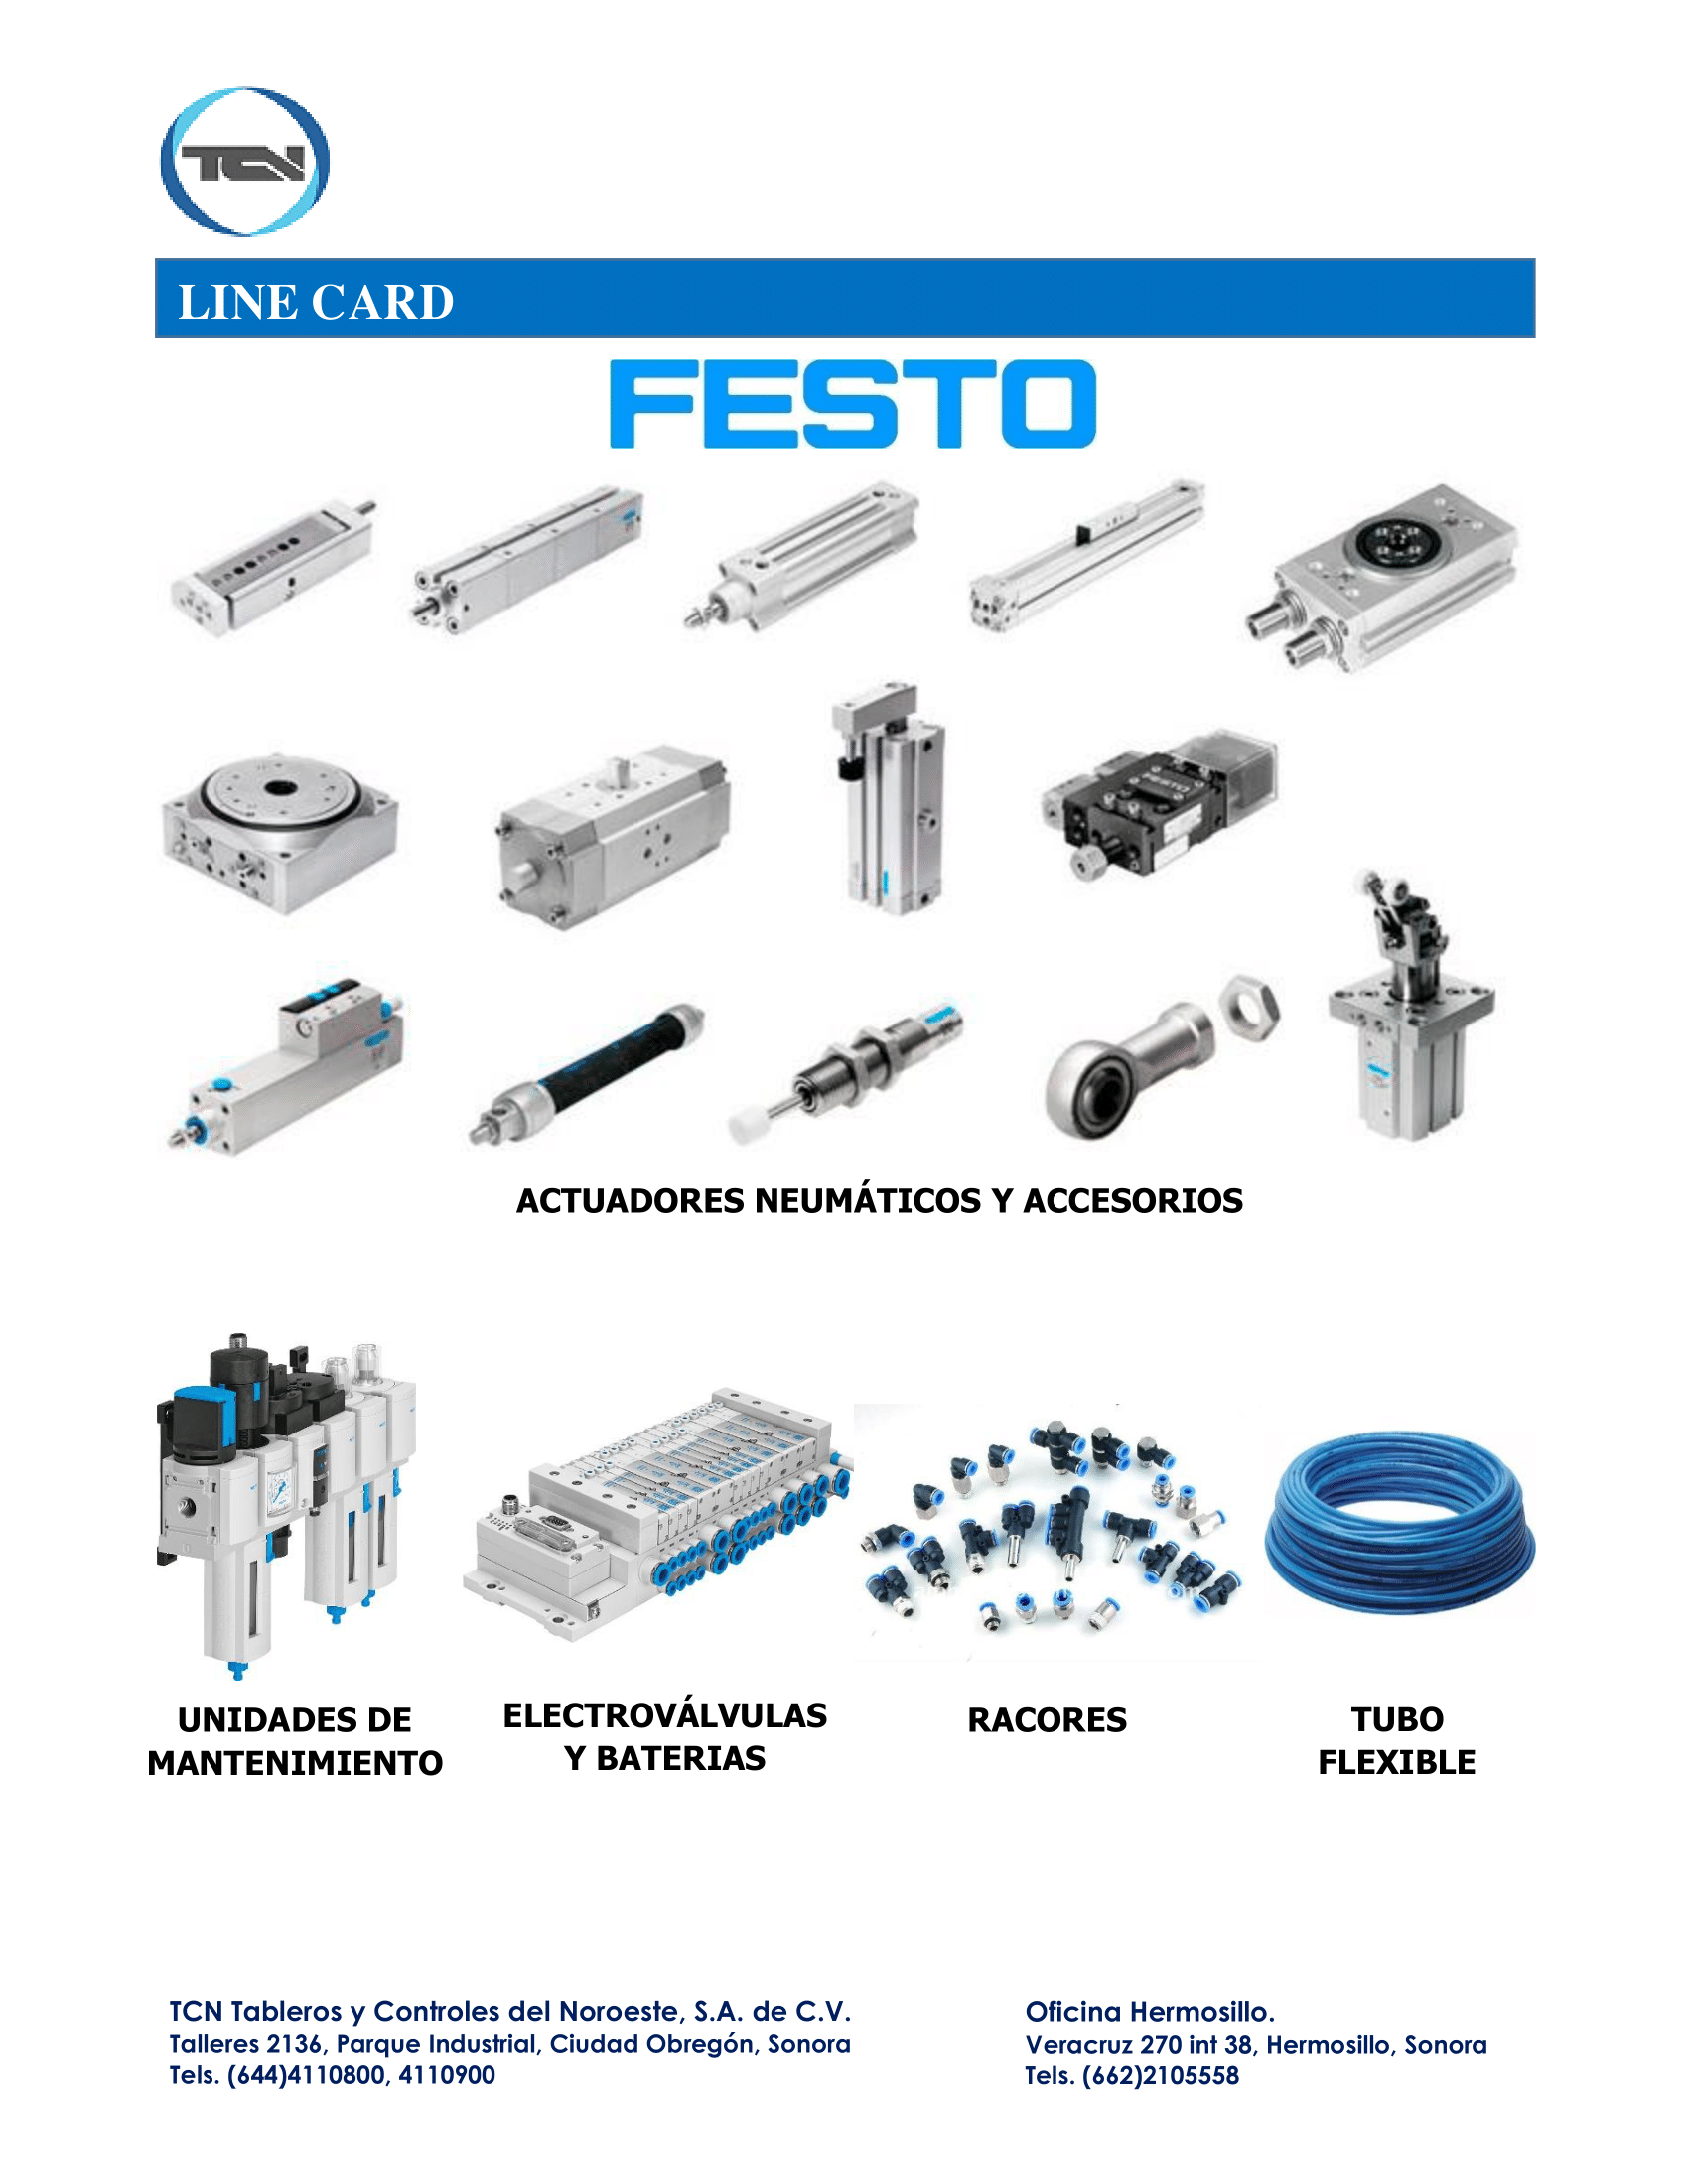 TCN
LINE CARD
FESTO
FESTO
ACTUADORES NEUMÁTICOS Y ACCESORIOS
UNIDADES DE
MANTENIMIENTO
ELECTROVÁLVULAS
Y BATERIAS
RACORES
TUBO
FLEXIBLE
TCN Tableros y Controles del Noroeste, S.A. de C.V.
Talleres 2136, Parque Industrial, Ciudad Obregón, Sonora
Tels. (644)4110800, 4110900
Oficina Hermosillo.
Veracruz 270 int 38, Hermosillo, Sonora
Tels. (662)2105558